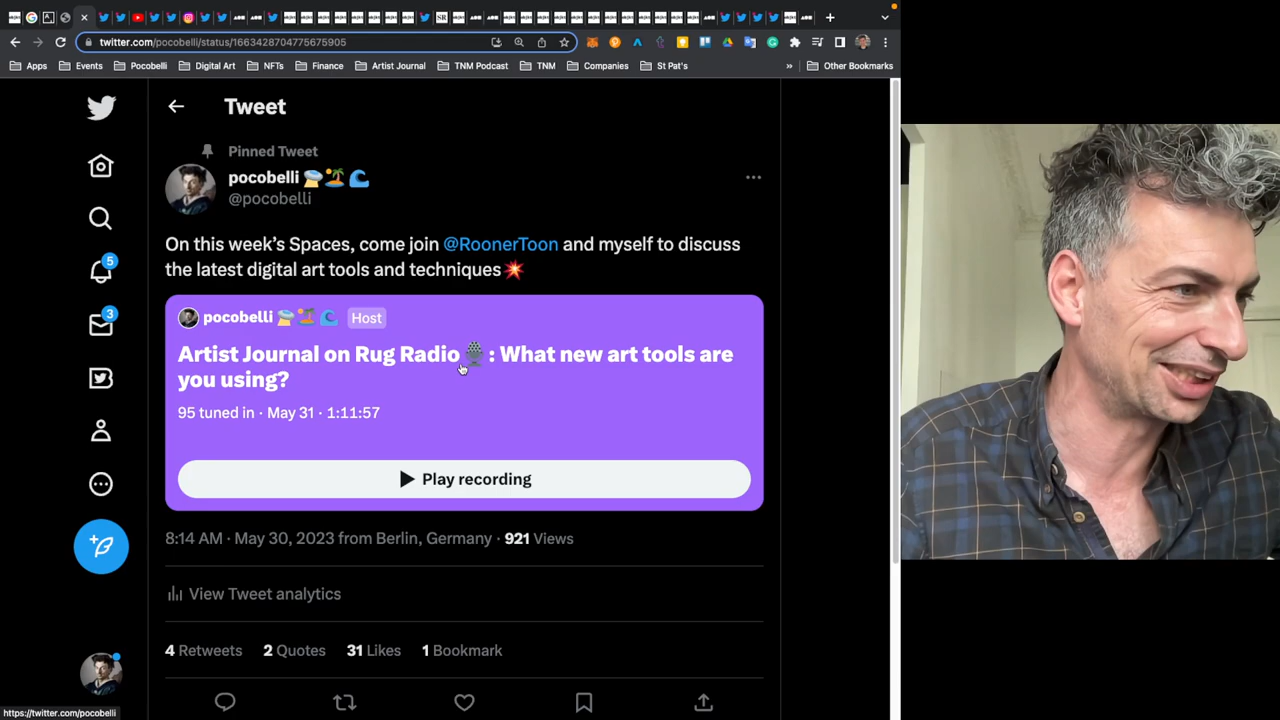 twitter.com/pocobelli/status/1663428704775675905
Apps Events Pocobelli Digital Art NFTs Finance Artist Journal TNM Podcast TNM Companies St Pat's » Other Bookmarks
Tweet
Pinned Tweet
pocobelli
@pocobelli
On this week's Spaces, come join @RoonerToon and myself to discuss
the latest digital art tools and techniques
pocobelli Host
Artist Journal on Rug Radio : What new art tools are
you using?
95 tuned in · May 31 · 1:11:57
Play recording
8:14 AM · May 30, 2023 from Berlin, Germany · 921 Views
View Tweet analytics
4 Retweets 2 Quotes 31 Likes 1 Bookmark
5
3
https://twitter.com/pocobelli